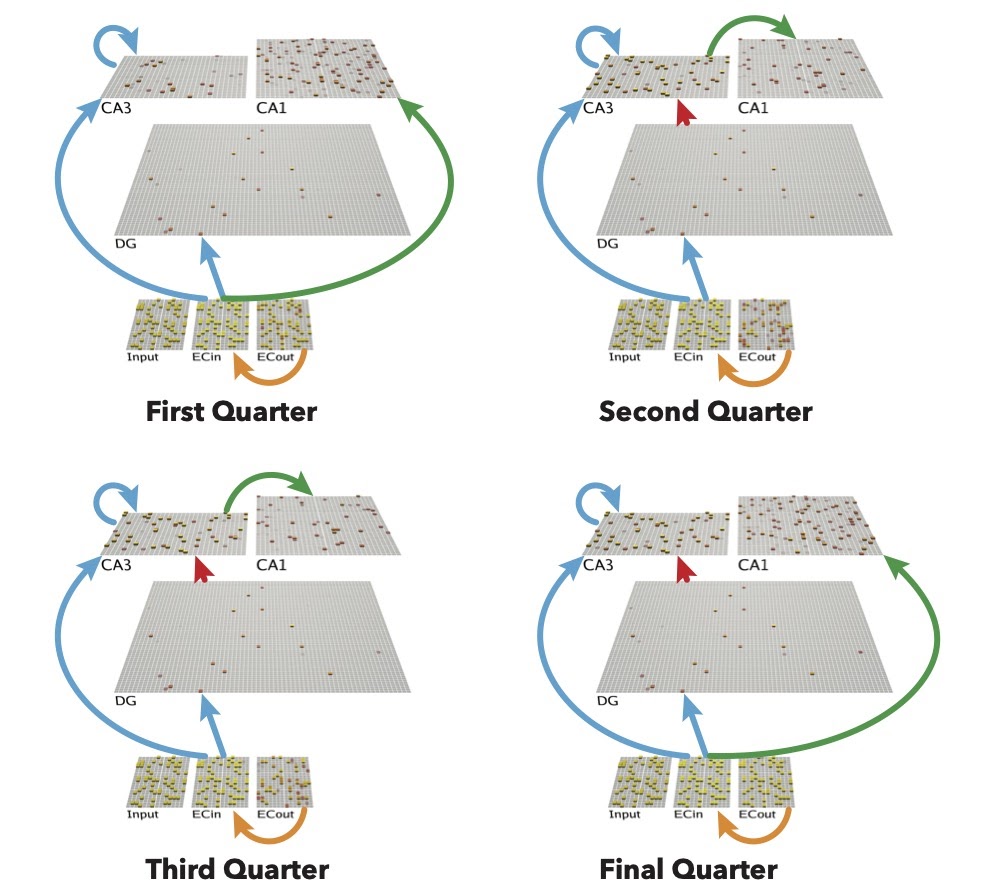 CA3 CA1
DG
Input ECin ECout
First Quarter
CA3 CA1
DG
Input ECin ECout
Second Quarter
CA3 CA1
DG
Input ECin ECout
Third Quarter
CA3 CA1
DG
Input ECin ECout
Final Quarter